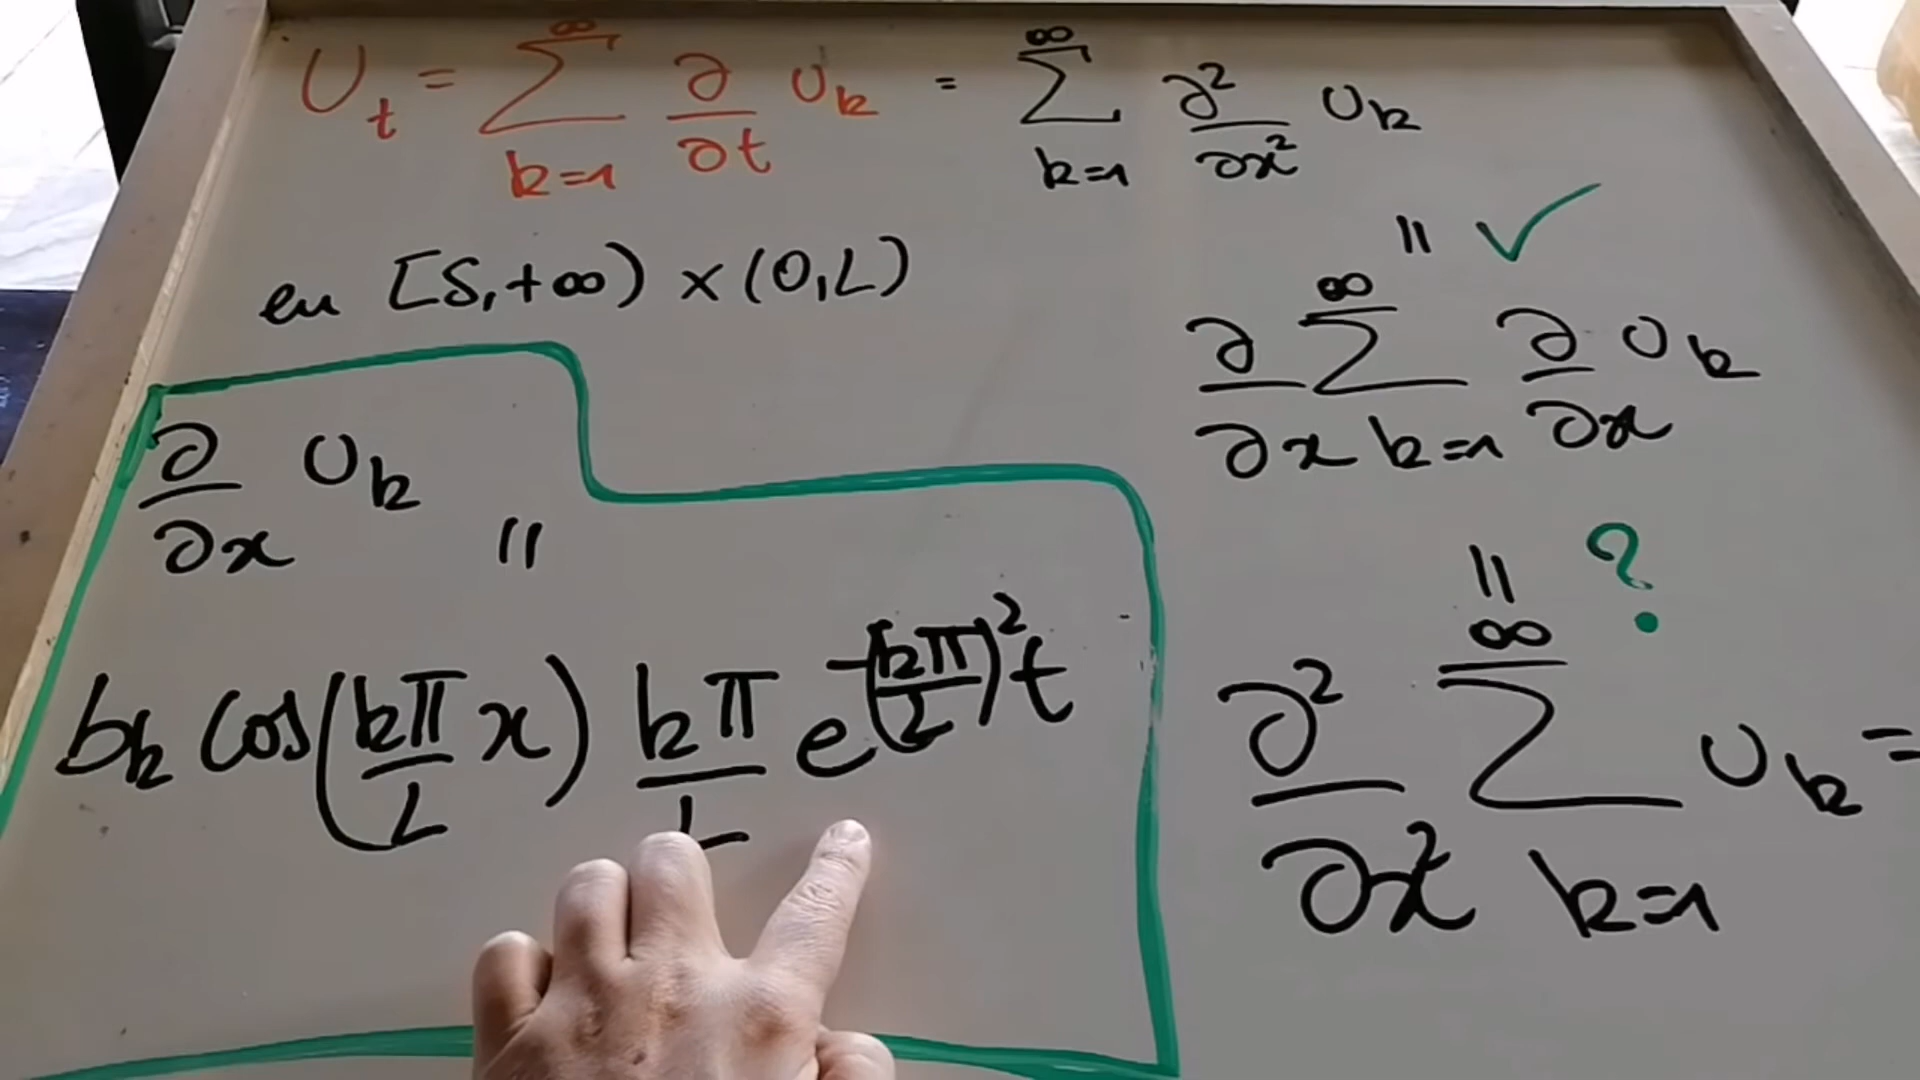 U_t = ∑_{k=1}^{∞} ∂/∂t u_k = ∑_{k=1}^{∞} ∂²/∂x² u_k
en [δ,+∞) × (0,L)
|| ✓
∂/∂x ∑_{k=1}^{∞} ∂/∂x u_k
∂/∂x u_k
||
b_k cos(kπ/L x) kπ/L e^{-(kπ/L)² t}
|| ?
∂²/∂x² ∑_{k=1}^{∞} u_k =